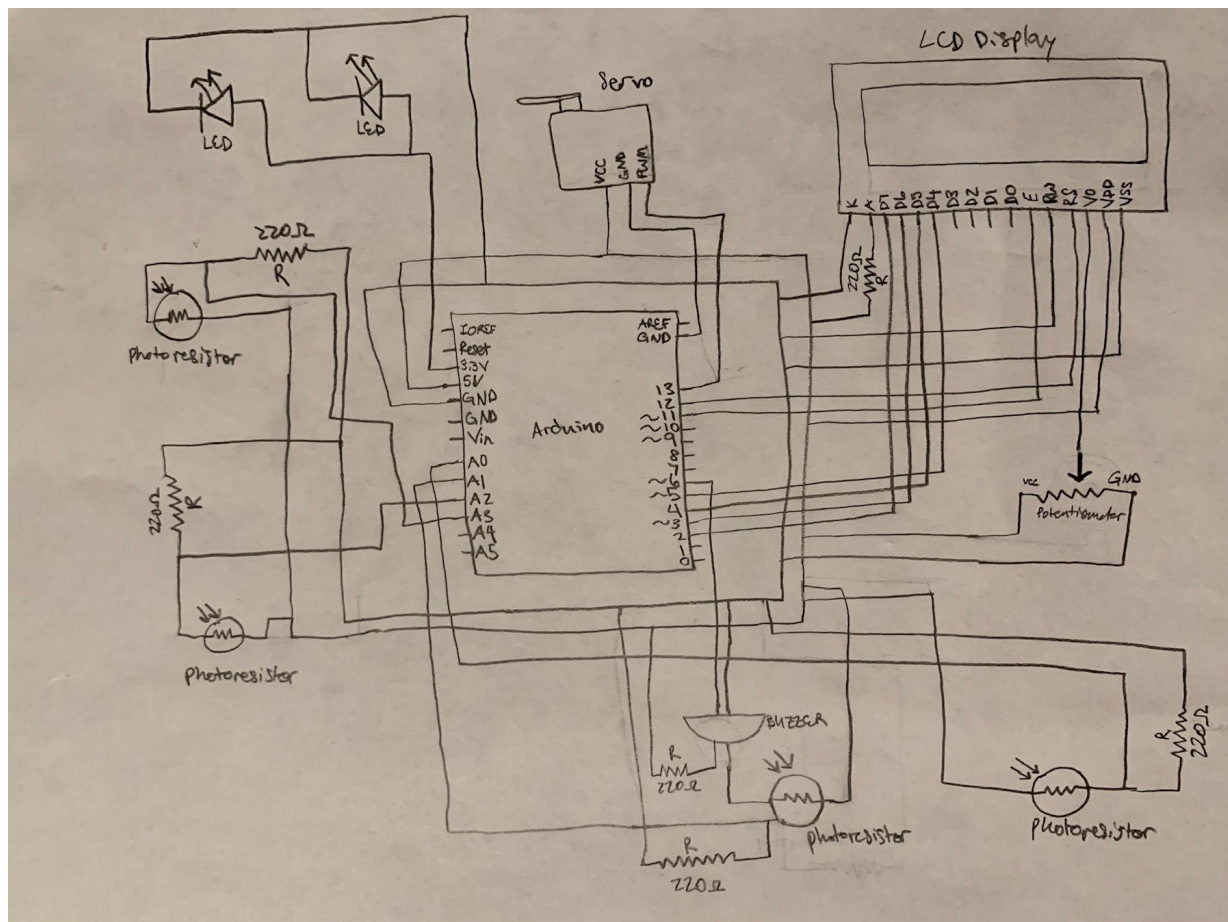 LCD Display
Servo
LED
LED
VCC
GND
PWM
K
A
D7
D6
D5
D4
D3
D2
D1
D0
E
RW
RS
VO
VDD
VSS
220Ω
R
220Ω
R
photoresistor
IOREF
Reset
3.3V
5V
GND
GND
Vin
A0
A1
A2
A3
A4
A5
Arduino
AREF
GND
13
12
~11
~10
~9
8
7
~6
~5
4
~3
2
1
0
VCC
GND
Potentiometer
220Ω
R
photoresistor
BUZZER
R
220Ω
photoresistor
R
220Ω
R
220Ω
photoresistor